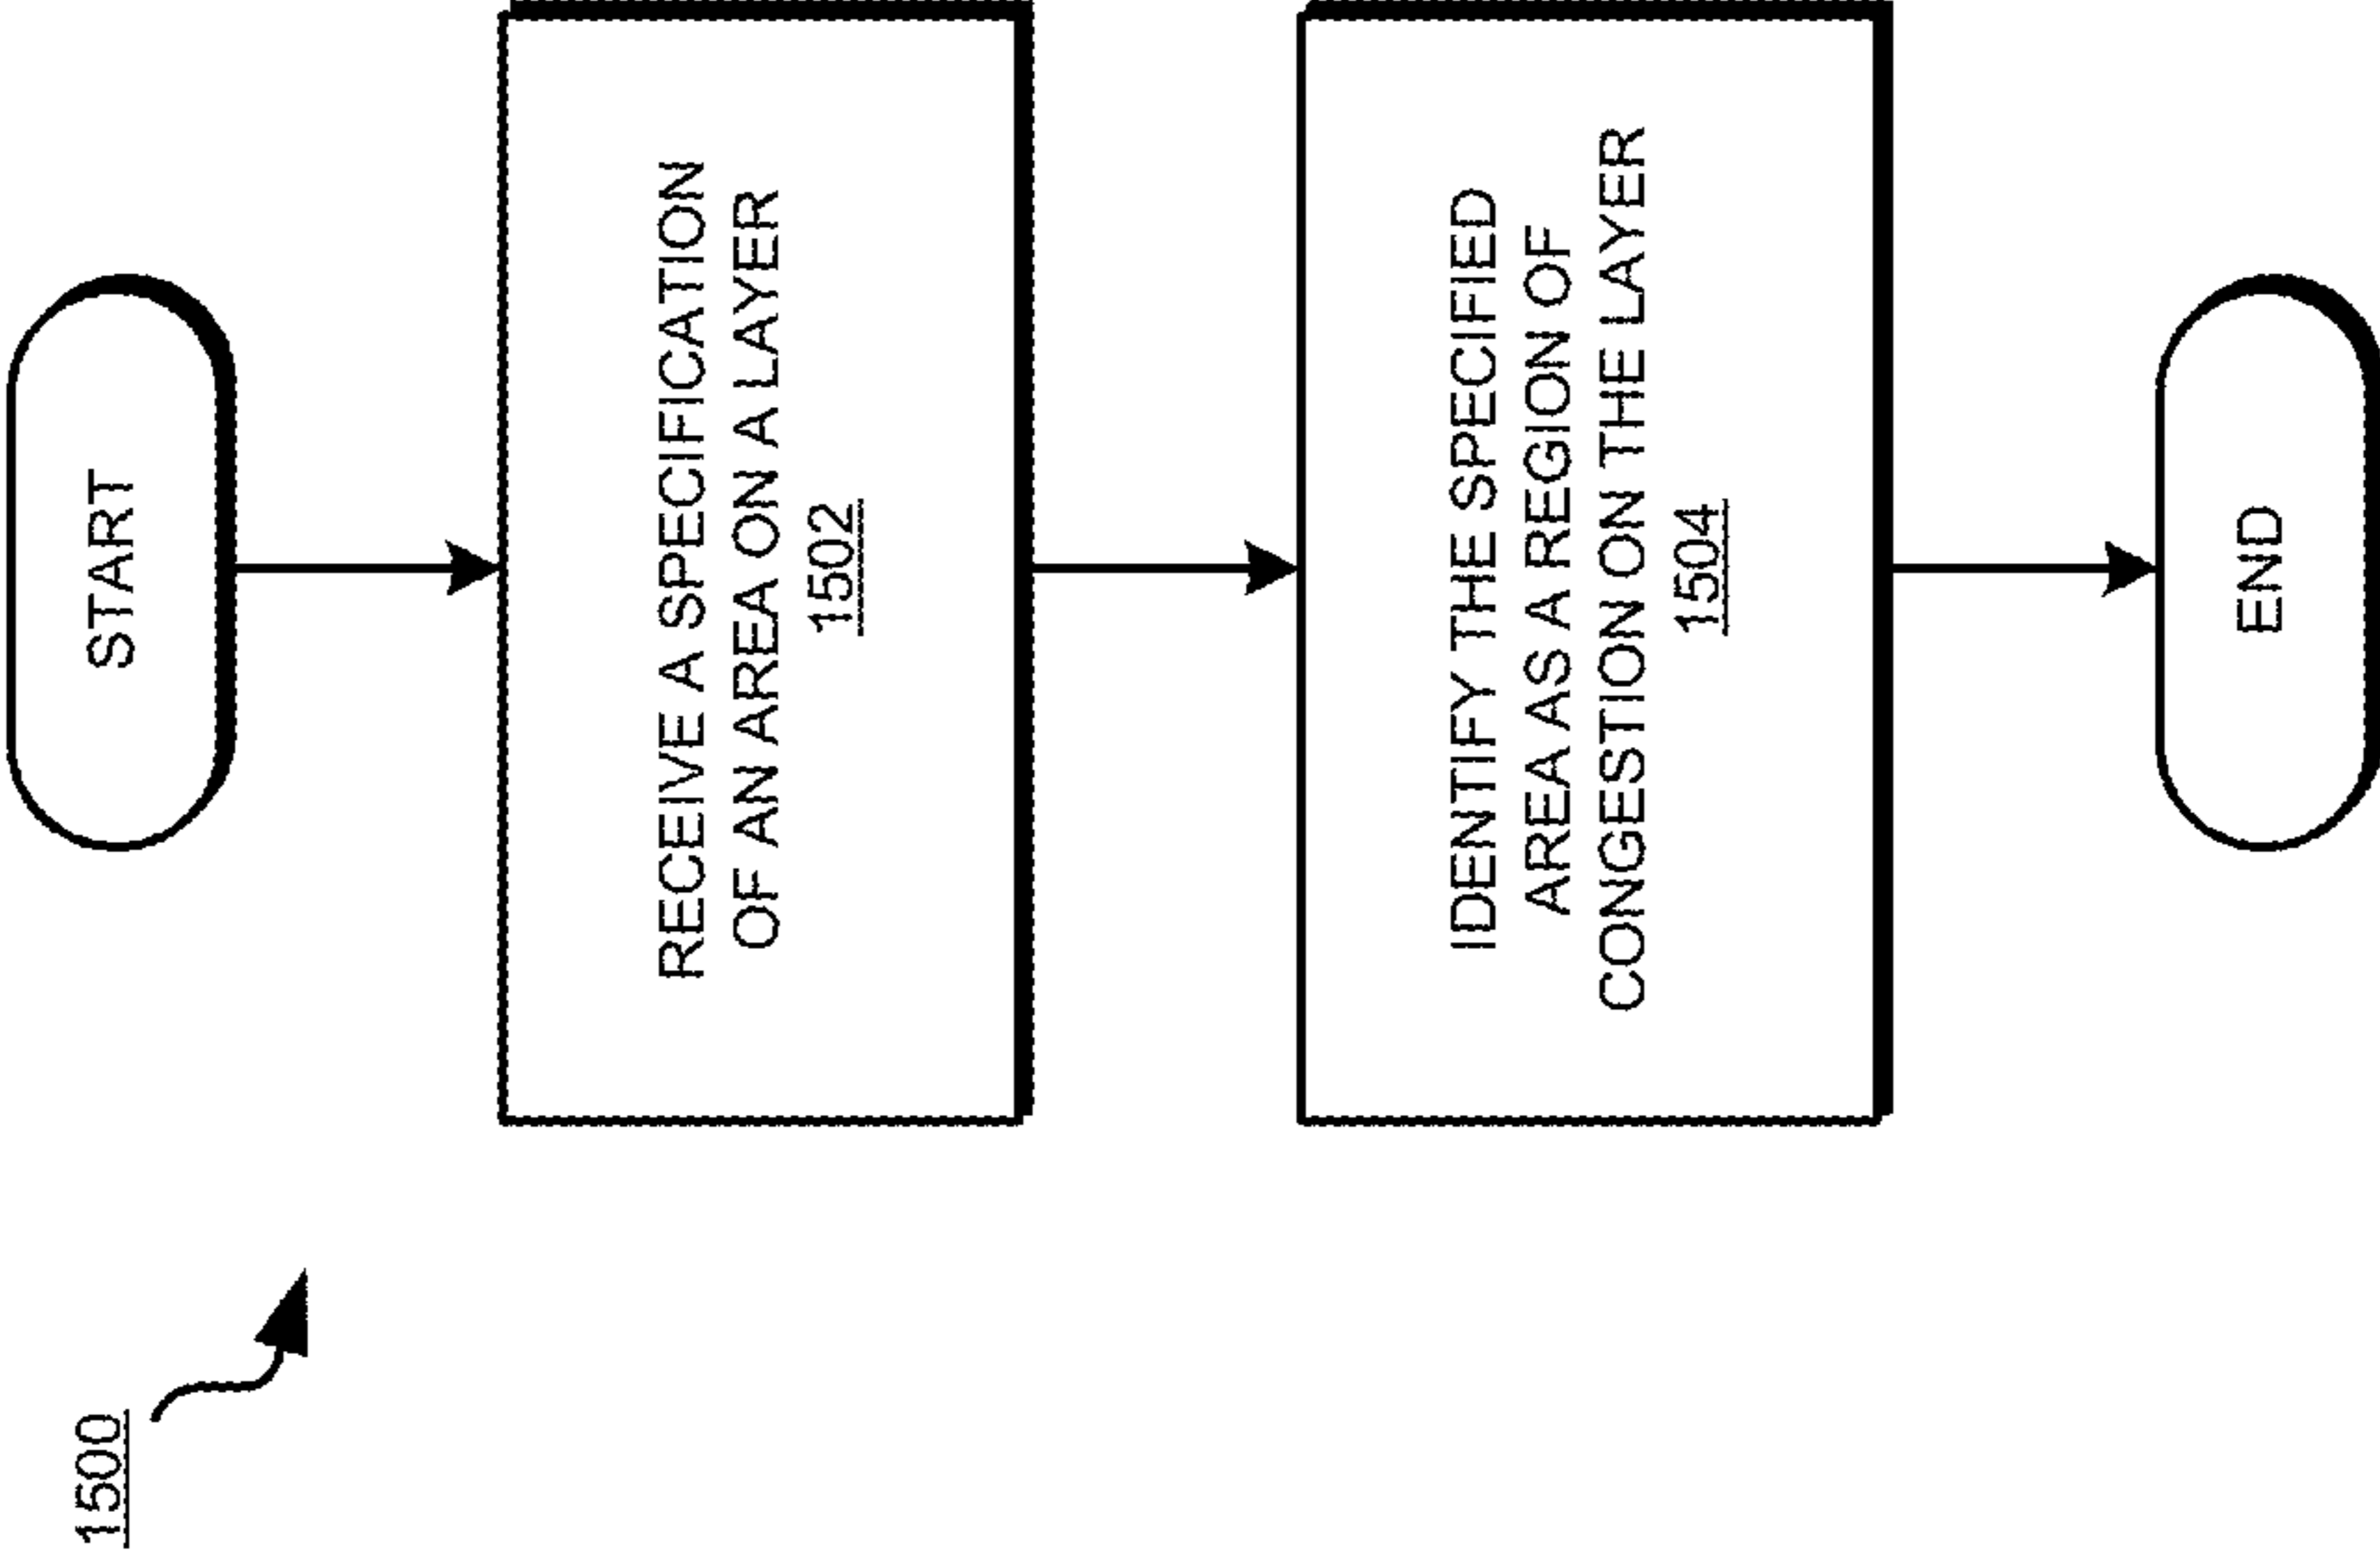 1500
START
RECEIVE A SPECIFICATION
OF AN AREA ON A LAYER
1502
IDENTIFY THE SPECIFIED
AREA AS A REGION OF
CONGESTION ON THE LAYER
1504
END